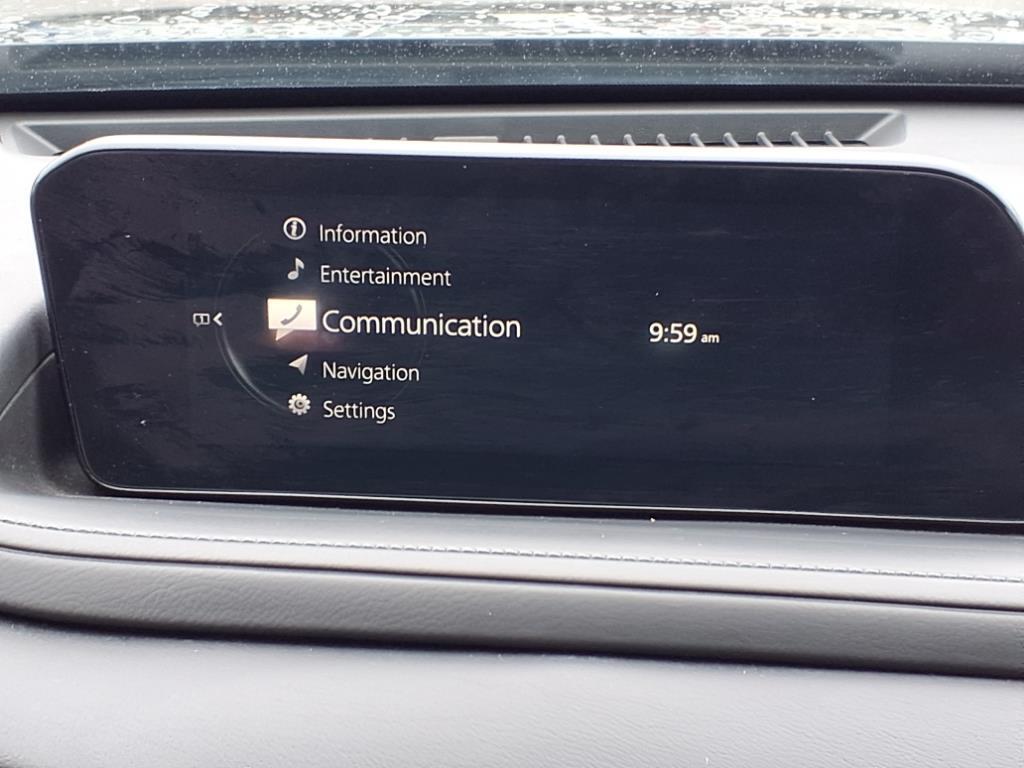 Information
Entertainment
Communication
9:59 am
Navigation
Settings